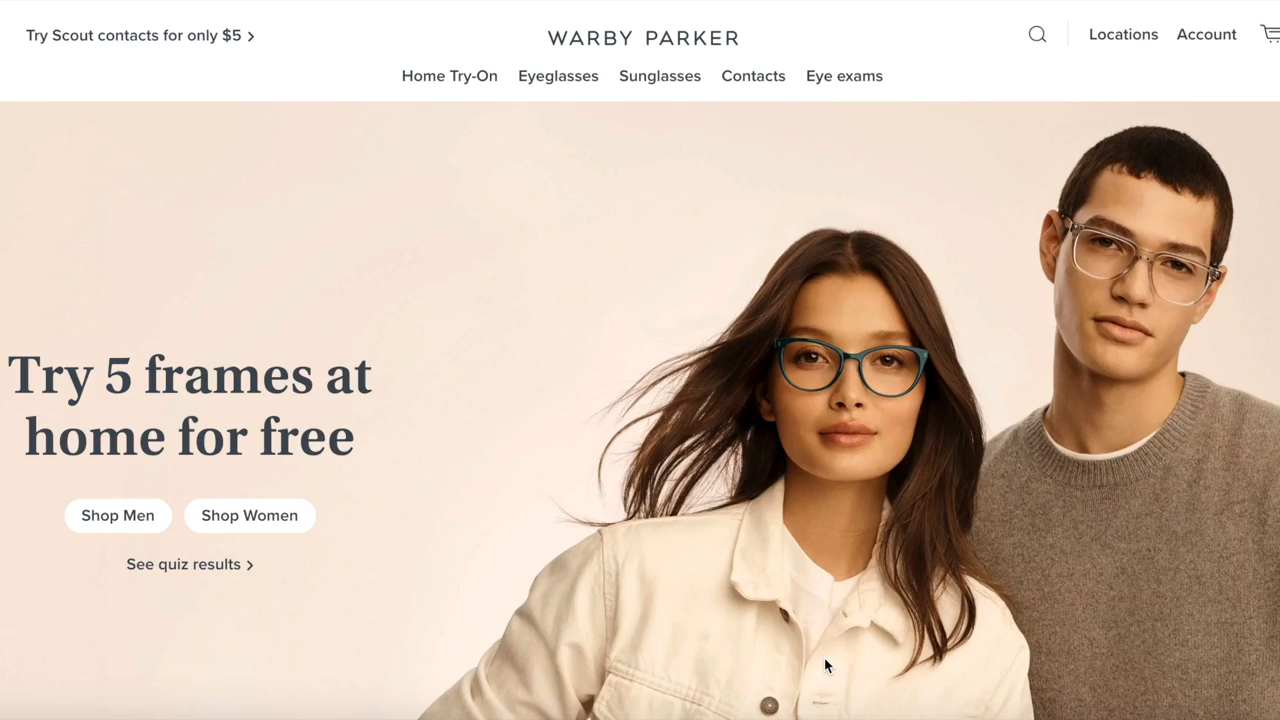 Try Scout contacts for only $5
WARBY PARKER
Locations
Account
Home Try-On
Eyeglasses
Sunglasses
Contacts
Eye exams
Try 5 frames at
home for free
Shop Men
Shop Women
See quiz results